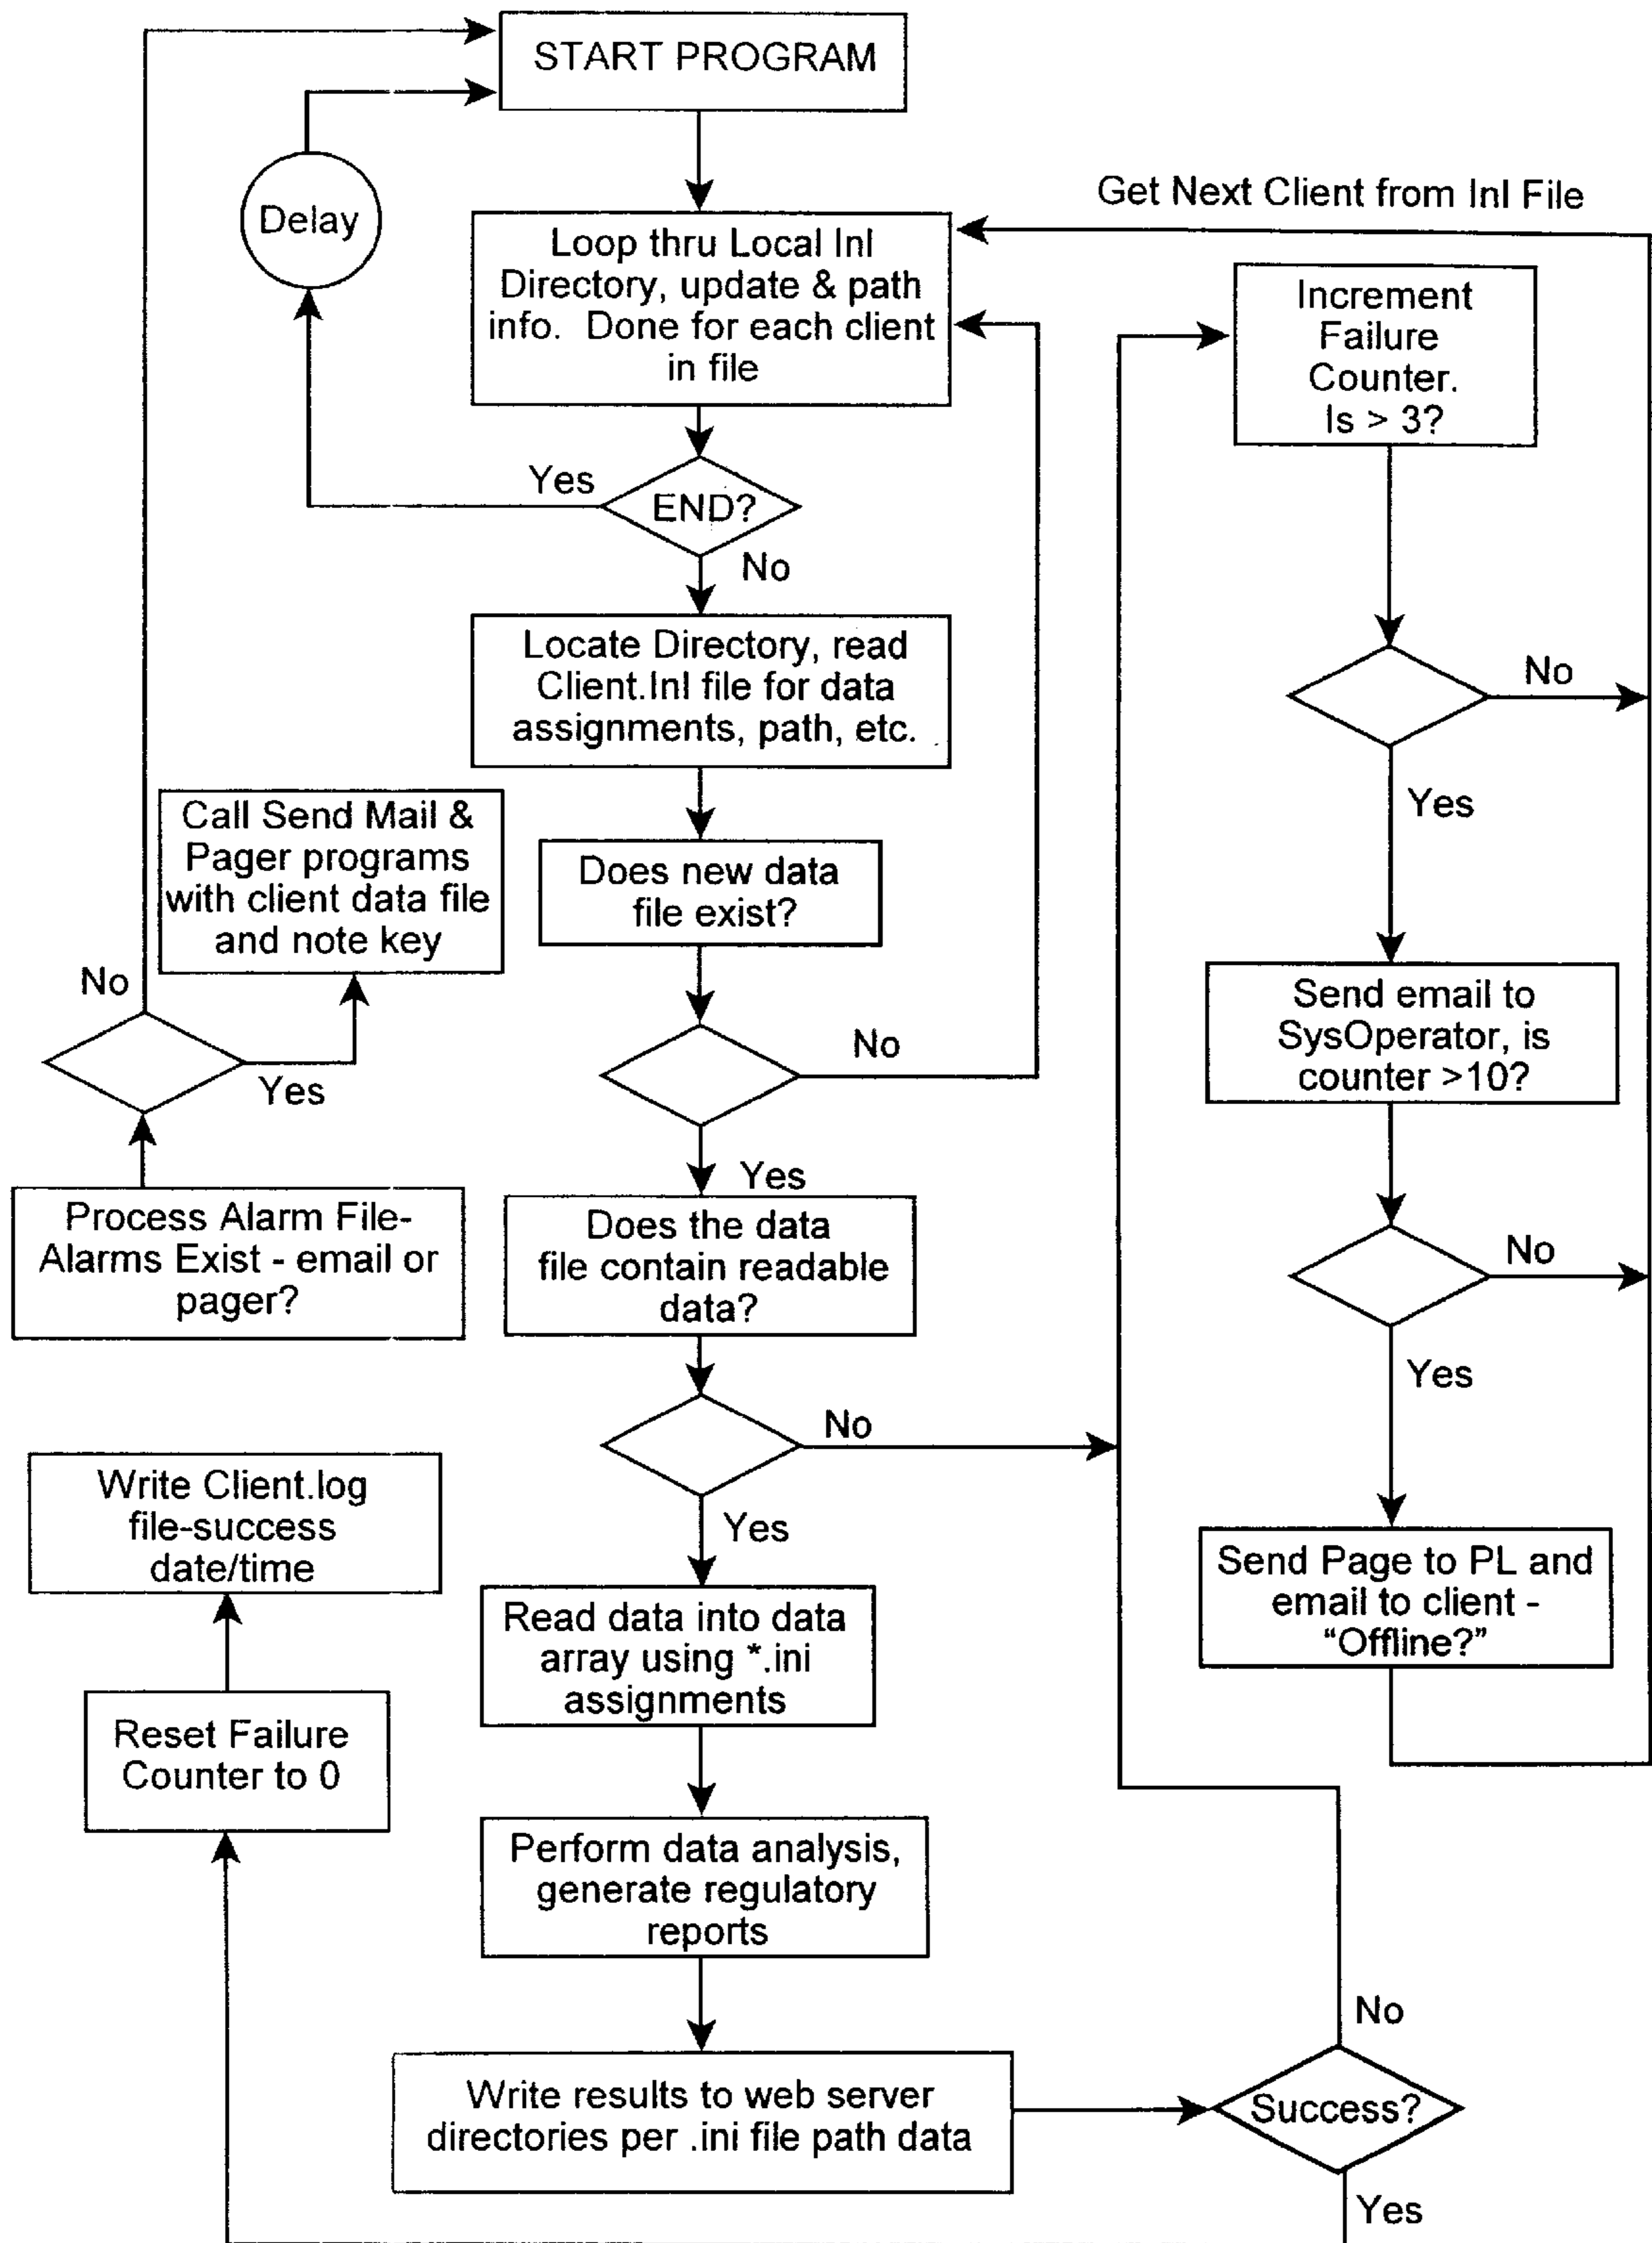 START PROGRAM
Delay
Get Next Client from InI File
Loop thru Local InI
Directory, update & path
info.  Done for each client
in file
Increment
Failure
Counter.
Is > 3?
Yes
END?
No
Locate Directory, read
Client.InI file for data
assignments, path, etc.
No
Yes
Call Send Mail &
Pager programs
with client data file
and note key
Does new data
file exist?
No
Yes
No
Yes
Send email to
SysOperator, is
counter >10?
Process Alarm File-
Alarms Exist - email or
pager?
Does the data
file contain readable
data?
No
Yes
No
Yes
Write Client.log
file-success
date/time
Send Page to PL and
email to client -
“Offline?”
Read data into data
array using *.ini
assignments
Reset Failure
Counter to 0
Perform data analysis,
generate regulatory
reports
No
Write results to web server
directories per .ini file path data
Success?
Yes